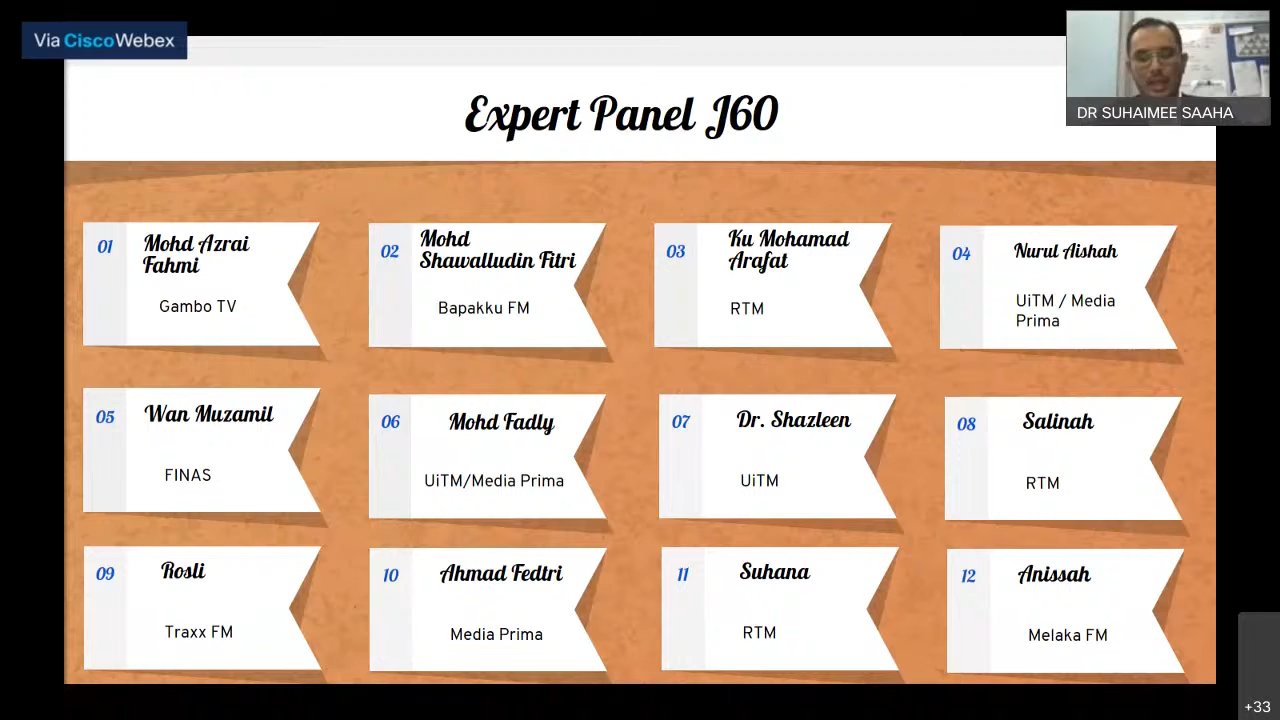 Via Cisco Webex
DR SUHAIMEE SAAHA
Expert Panel J60
01
Mohd Azrai
Fahmi
Gambo TV
02
Mohd
Shawalludin Fitri
Bapakku FM
03
Ku Mohamad
Arafat
RTM
04
Nurul Aishah
UiTM / Media
Prima
05
Wan Muzamil
FINAS
06
Mohd Fadly
UiTM/Media Prima
07
Dr. Shazleen
UiTM
08
Salinah
RTM
09
Rosli
Traxx FM
10
Ahmad Fedtri
Media Prima
11
Suhana
RTM
12
Anissah
Melaka FM
+33